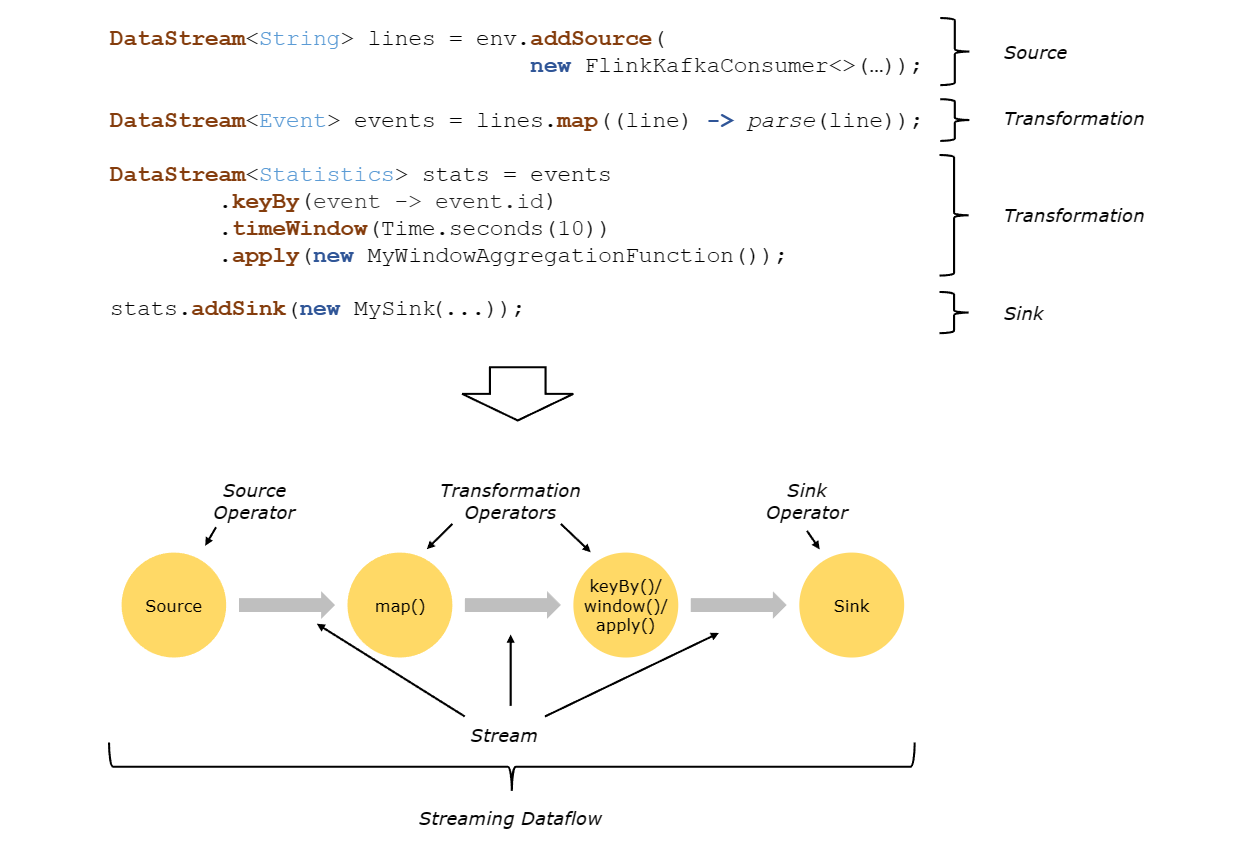 DataStream<String> lines = env.addSource(
new FlinkKafkaConsumer<>(…));
Source
DataStream<Event> events = lines.map((line) -> parse(line));
Transformation
DataStream<Statistics> stats = events
.keyBy(event -> event.id)
.timeWindow(Time.seconds(10))
.apply(new MyWindowAggregationFunction());
Transformation
stats.addSink(new MySink(...));
Sink
Source
Operator
Transformation
Operators
Sink
Operator
Source
map()
keyBy()/
window()/
apply()
Sink
Stream
Streaming Dataflow